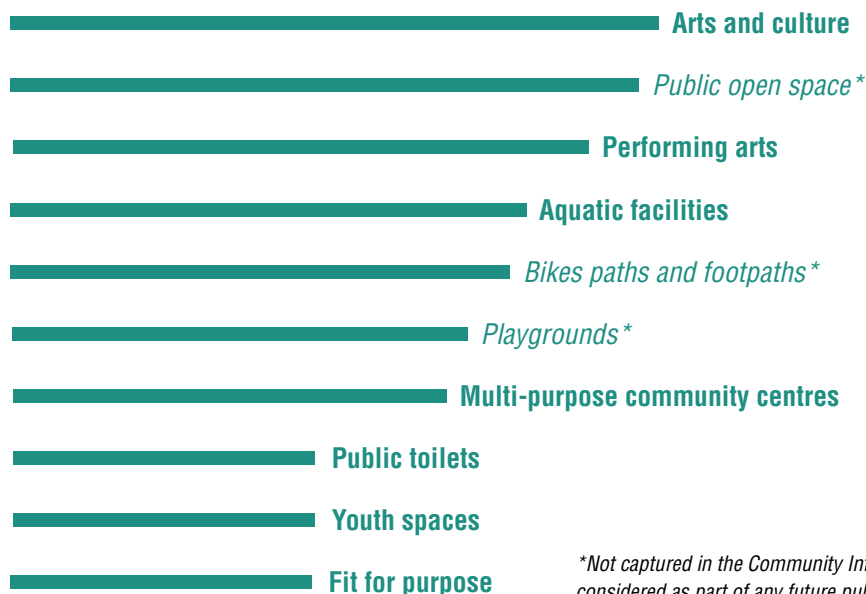 Arts and culture
Public open space*
Performing arts
Aquatic facilities
Bikes paths and footpaths*
Playgrounds*
Multi-purpose community centres
Public toilets
Youth spaces
Fit for purpose
*Not captured in the Community
considered as part of any future